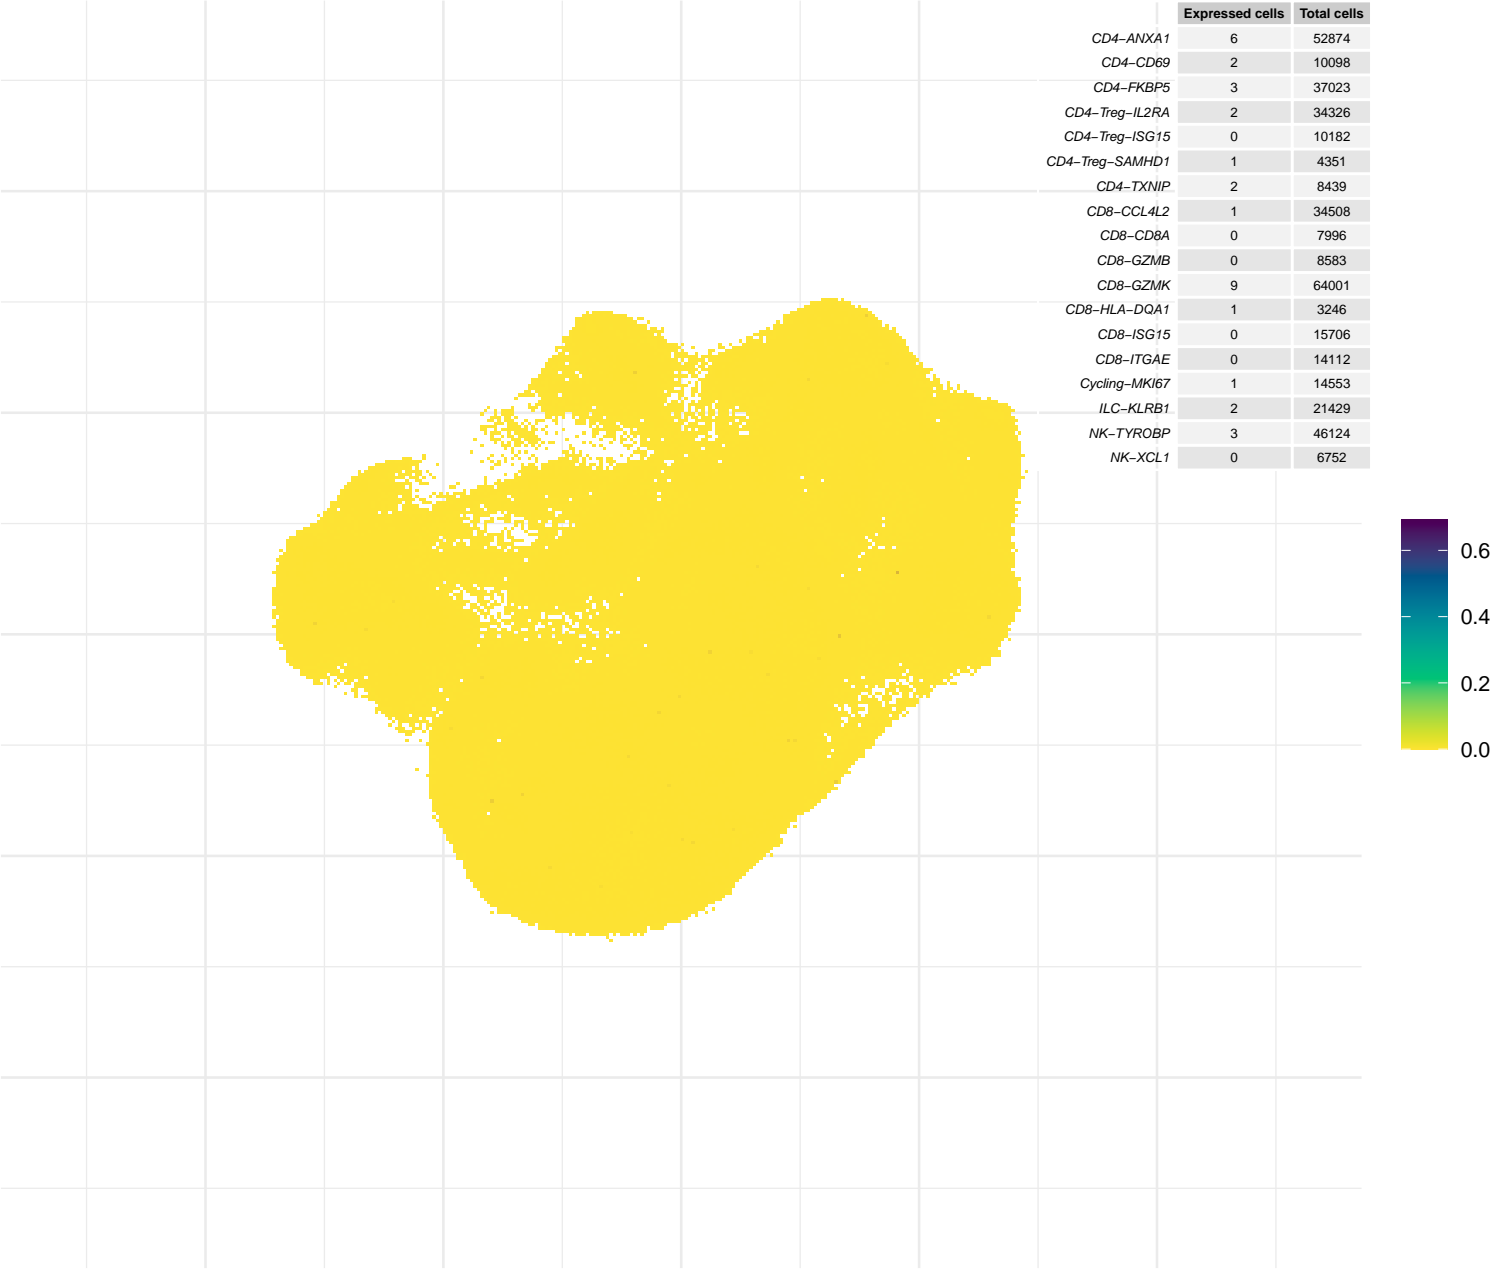 Expressed cells Total cells
CD4−ANXA1 6 52874
CD4−CD69 2 10098
CD4−FKBP5 3 37023
CD4−Treg−IL2RA 2 34326
CD4−Treg−ISG15 0 10182
CD4−Treg−SAMHD1 1 4351
CD4−TXNIP 2 8439
CD8−CCL4L2 1 34508
CD8−CD8A 0 7996
CD8−GZMB 0 8583
CD8−GZMK 9 64001
CD8−HLA−DQA1 1 3246
CD8−ISG15 0 15706
CD8−ITGAE 0 14112
Cycling−MKI67 1 14553
ILC−KLRB1 2 21429
NK−TYROBP 3 46124
NK−XCL1 0 6752
0.6
0.4
0.2
0.0